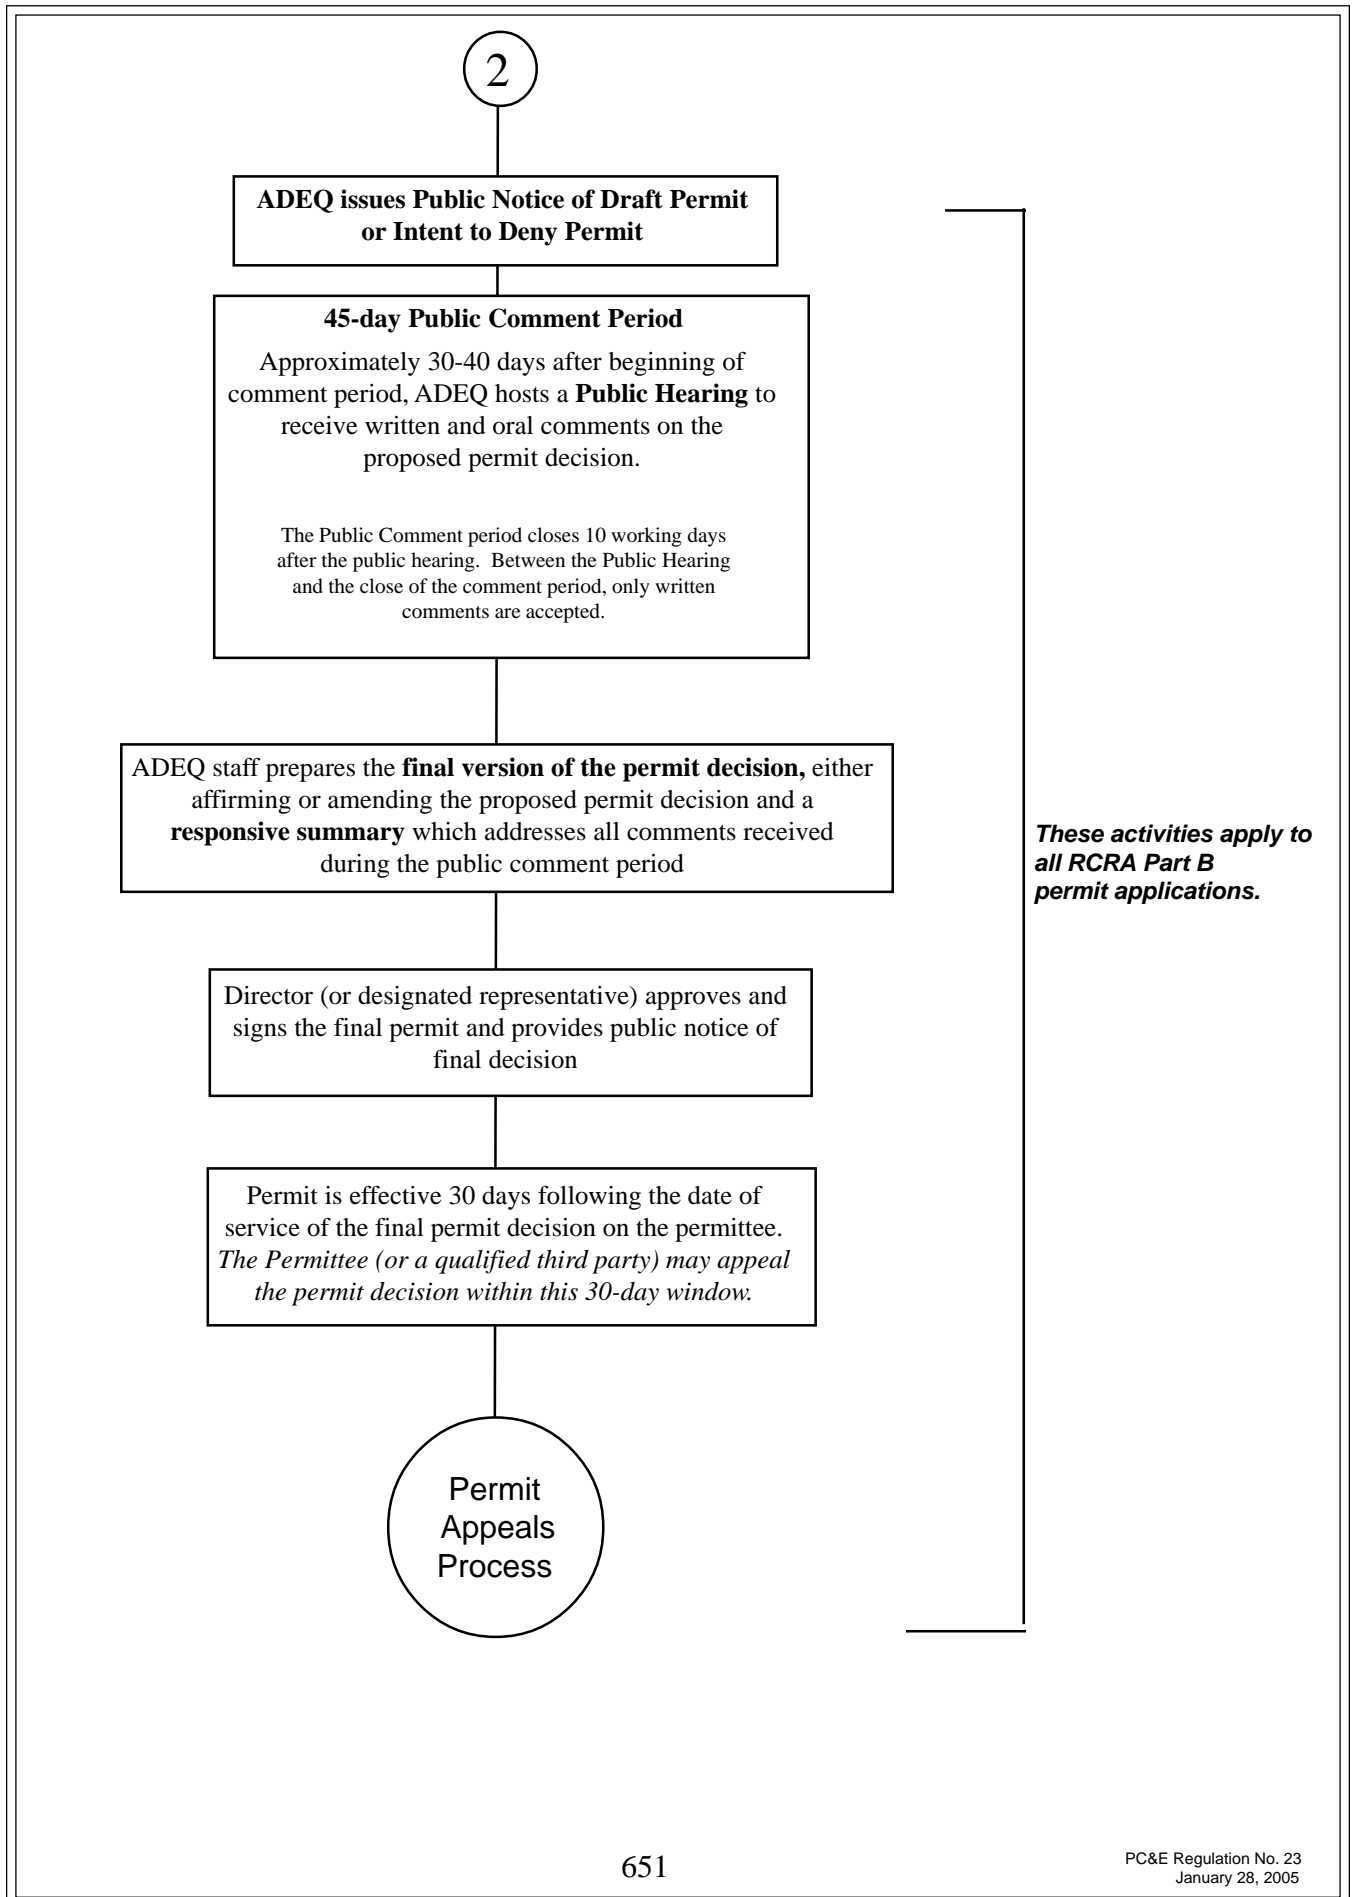 2
ADEQ issues Public Notice of Draft Permit
or Intent to Deny Permit
45-day Public Comment Period
Approximately 30-40 days after beginning of
comment period, ADEQ hosts a Public Hearing to
receive written and oral comments on the
proposed permit decision.
The Public Comment period closes 10 working days
after the public hearing.  Between the Public Hearing
and the close of the comment period, only written
comments are accepted.
ADEQ staff prepares the final version of the permit decision, either
affirming or amending the proposed permit decision and a
responsive summary which addresses all comments received
during the public comment period
These activities apply to
all RCRA Part B
permit applications.
Director (or designated representative) approves and
signs the final permit and provides public notice of
final decision
Permit is effective 30 days following the date of
service of the final permit decision on the permittee.
The Permittee (or a qualified third party) may appeal
the permit decision within this 30-day window.
Permit
Appeals
Process
651
PC&E Regulation No. 23
January 28, 2005